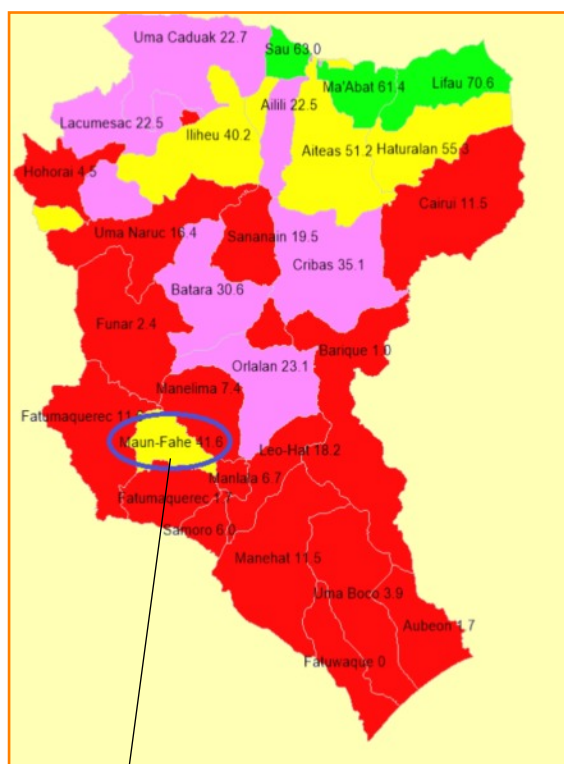 Uma Caduak 22.7
Sau 63.0
Ma'Abat 61.4
Lifau 70.6
Lacumesac 22.5
Ailili 22.5
Iliheu 40.2
Aiteas 51.2
Haturalan 55.3
Hohorai 4.5
Cairui 11.5
Uma Naruc 16.4
Sananain 19.5
Cribas 35.1
Batara 30.6
Funar 2.4
Barique 1.0
Orlalan 23.1
Manelima 7.4
Fatumaquerec
Maun-Fahe 41.6
Leo-Hat 18.2
Manlala 6.7
Fatumaquerec 1.7
Samoro 6.0
Manehat 11.5
Uma Boco 3.9
Aubeon 1.7
Fatuwaque 0